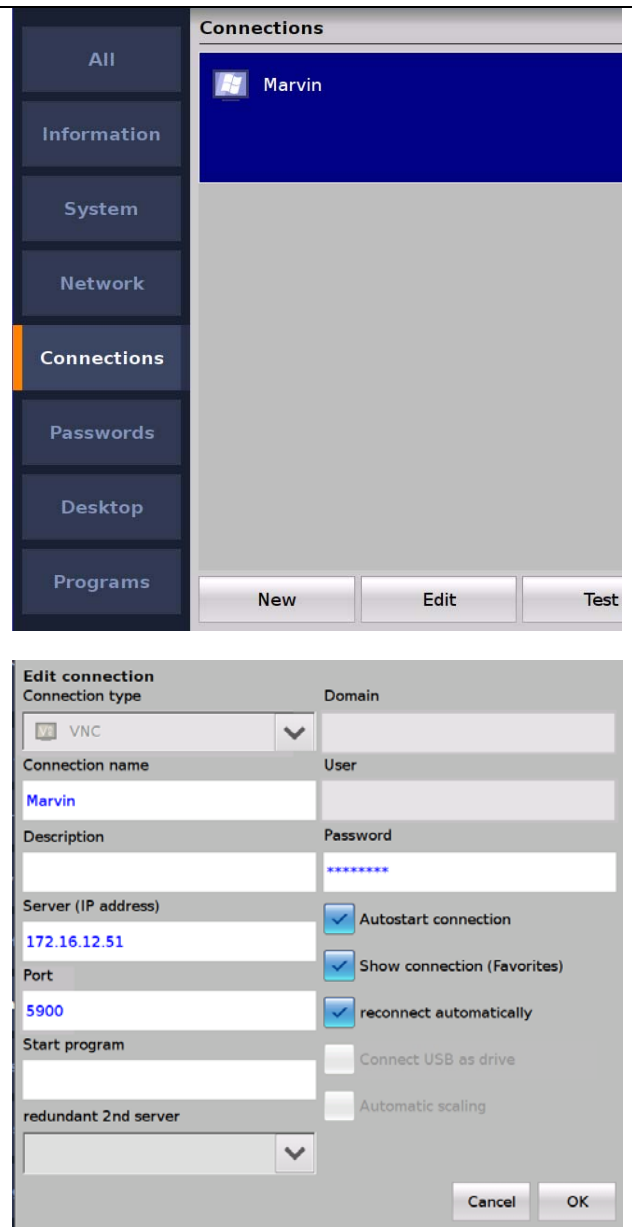 Connections
All
Marvin
Information
System
Network
Connections
Passwords
Desktop
Programs
New Edit Test
Edit connection
Connection type Domain
VNC
Connection name User
Marvin
Description Password
********
Server (IP address)
Autostart connection
172.16.12.51
Show connection (Favorites)
Port
5900
reconnect automatically
Start program
Connect USB as drive
Automatic scaling
redundant 2nd server
Cancel OK